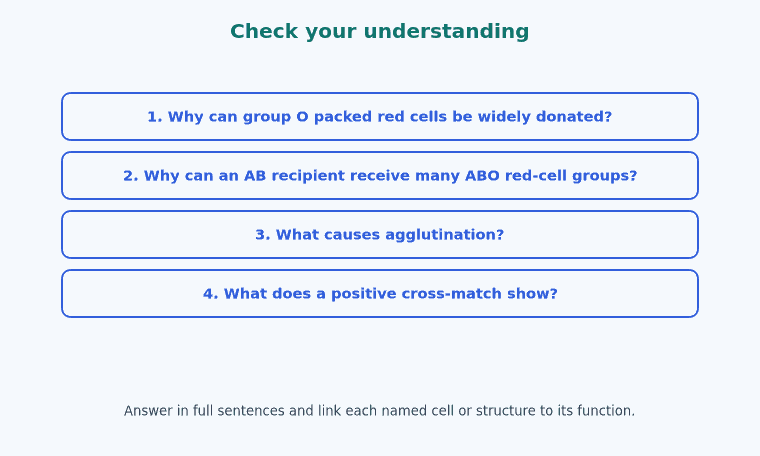 Check your understanding
1. Why can group O packed red cells be widely donated?
2. Why can an AB recipient receive many ABO red-cell groups?
3. What causes agglutination?
4. What does a positive cross-match show?
Answer in full sentences and link each named cell or structure to its function.